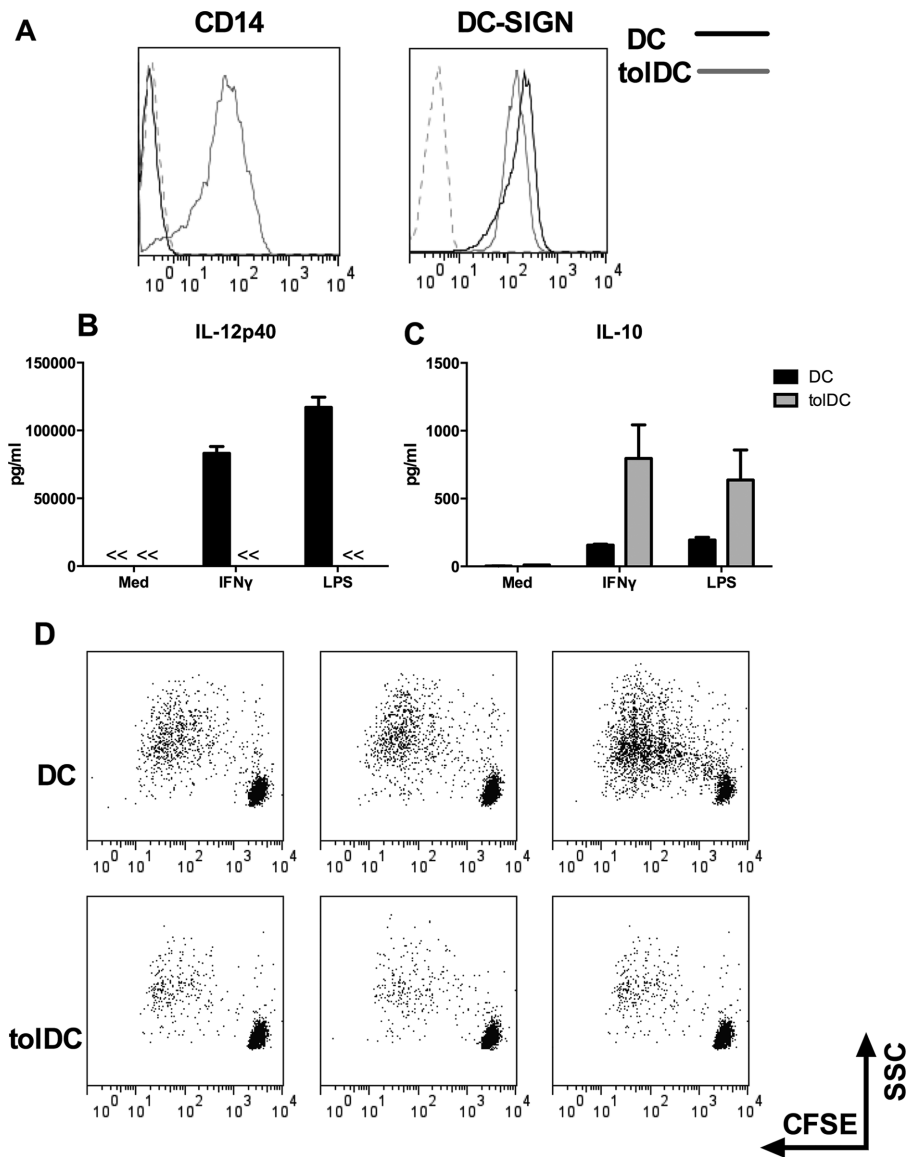 A
CD14
DC-SIGN
DC
tolDC
10⁰ 10¹ 10² 10³ 10⁴
10⁰ 10¹ 10² 10³ 10⁴
B
IL-12p40
C
IL-10
150000
100000
50000
0
pg/ml
<< << << <<
Med IFNγ LPS
1500
1000
500
0
pg/ml
Med IFNγ LPS
DC
tolDC
D
DC
10⁰ 10¹ 10² 10³ 10⁴
10⁰ 10¹ 10² 10³ 10⁴
10⁰ 10¹ 10² 10³ 10⁴
tolDC
10⁰ 10¹ 10² 10³ 10⁴
10⁰ 10¹ 10² 10³ 10⁴
10⁰ 10¹ 10² 10³ 10⁴
SSC
CFSE